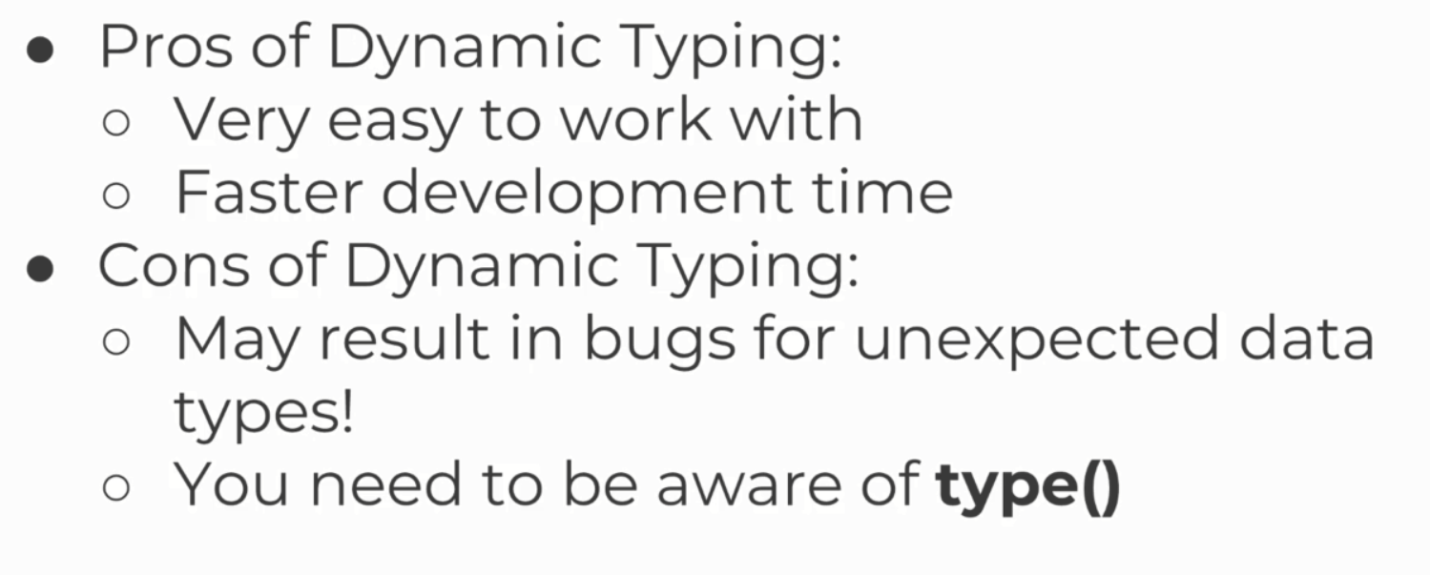 ● Pros of Dynamic Typing:
○ Very easy to work with
○ Faster development time
● Cons of Dynamic Typing:
○ May result in bugs for unexpected data
types!
○ You need to be aware of type()